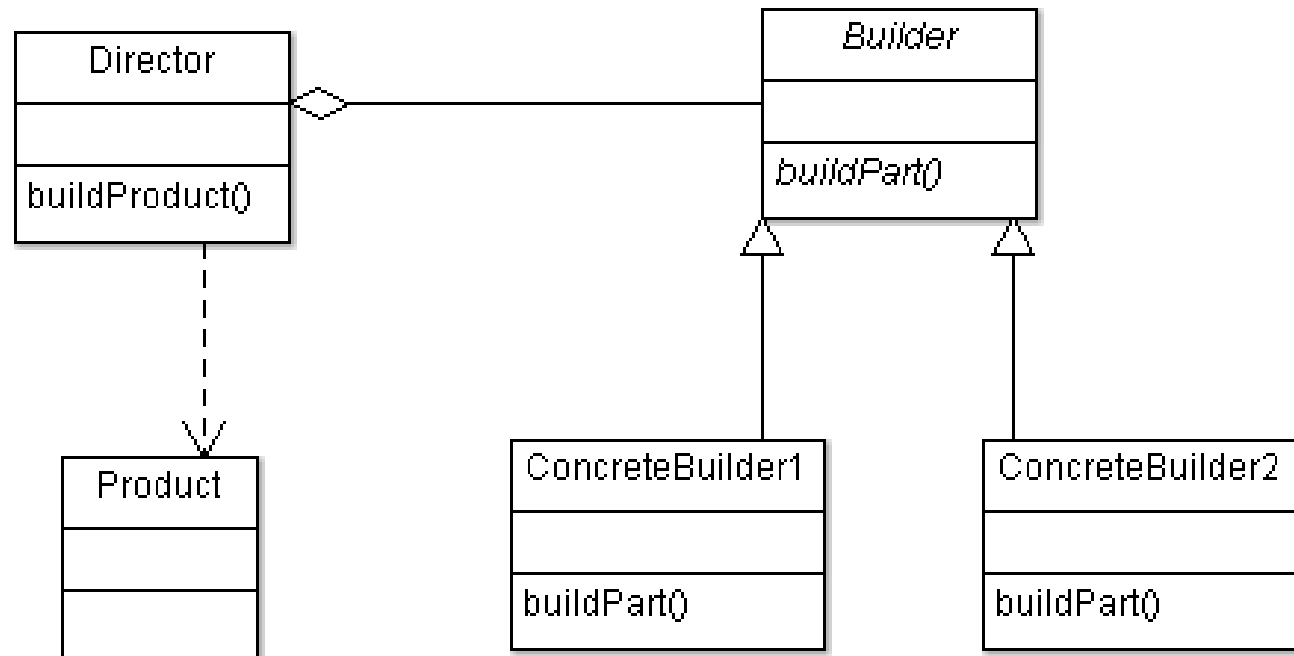 Director
buildProduct()
Builder
buildPart()
Product
ConcreteBuilder1
buildPart()
ConcreteBuilder2
buildPart()